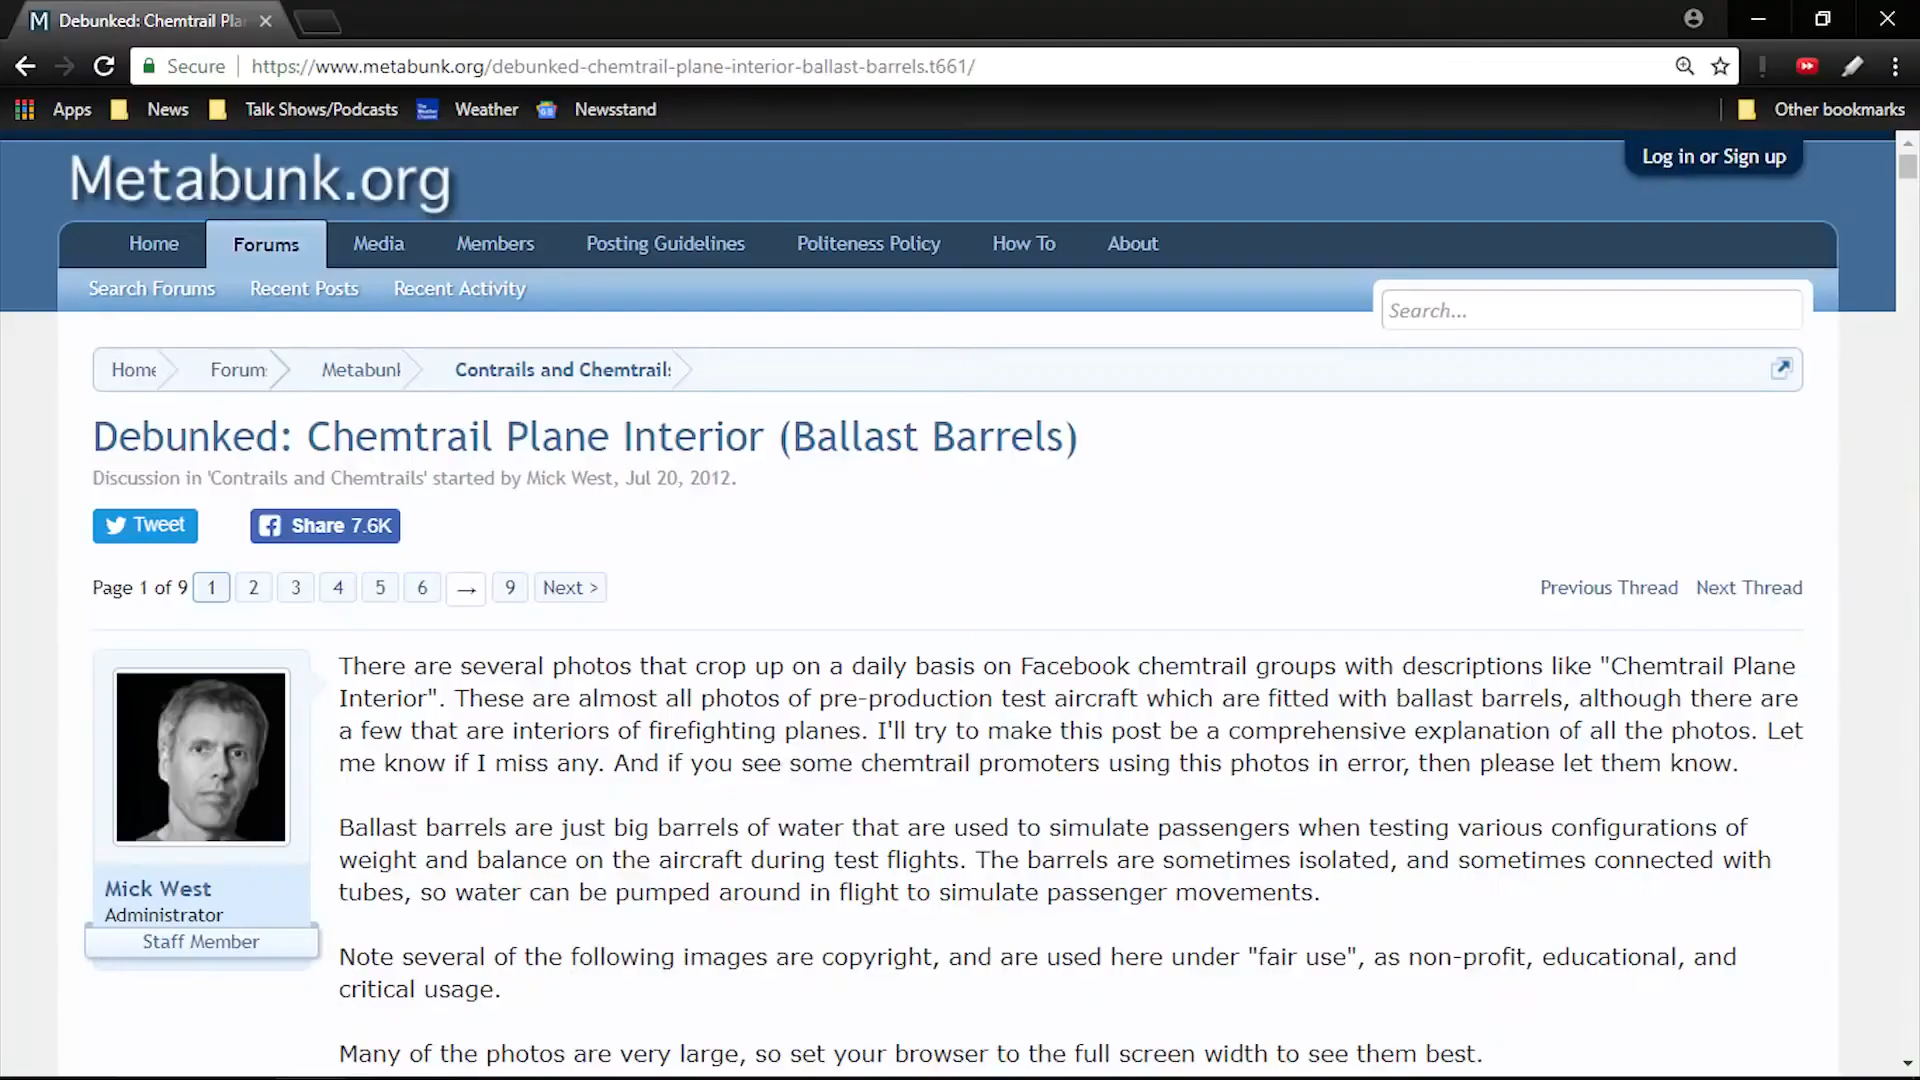 M Debunked: Chemtrail Pla
Secure https://www.metabunk.org/debunked-chemtrail-plane-interior-ballast-barrels.t661/
Apps News Talk Shows/Podcasts Weather Newsstand Other bookmarks
Log in or Sign up
Metabunk.org
Home Forums Media Members Posting Guidelines Politeness Policy How To About
Search Forums Recent Posts Recent Activity
Search...
Home Forum Metabunk Contrails and Chemtrails
Debunked: Chemtrail Plane Interior (Ballast Barrels)
Discussion in 'Contrails and Chemtrails' started by Mick West, Jul 20, 2012.
Tweet Share 7.6K
Page 1 of 9 1 2 3 4 5 6 → 9 Next > Previous Thread Next Thread
There are several photos that crop up on a daily basis on Facebook chemtrail groups with descriptions like "Chemtrail Plane
Interior". These are almost all photos of pre-production test aircraft which are fitted with ballast barrels, although there are
a few that are interiors of firefighting planes. I'll try to make this post be a comprehensive explanation of all the photos. Let
me know if I miss any. And if you see some chemtrail promoters using this photos in error, then please let them know.
Ballast barrels are just big barrels of water that are used to simulate passengers when testing various configurations of
weight and balance on the aircraft during test flights. The barrels are sometimes isolated, and sometimes connected with
tubes, so water can be pumped around in flight to simulate passenger movements.
Mick West
Administrator
Staff Member
Note several of the following images are copyright, and are used here under "fair use", as non-profit, educational, and
critical usage.
Many of the photos are very large, so set your browser to the full screen width to see them best.